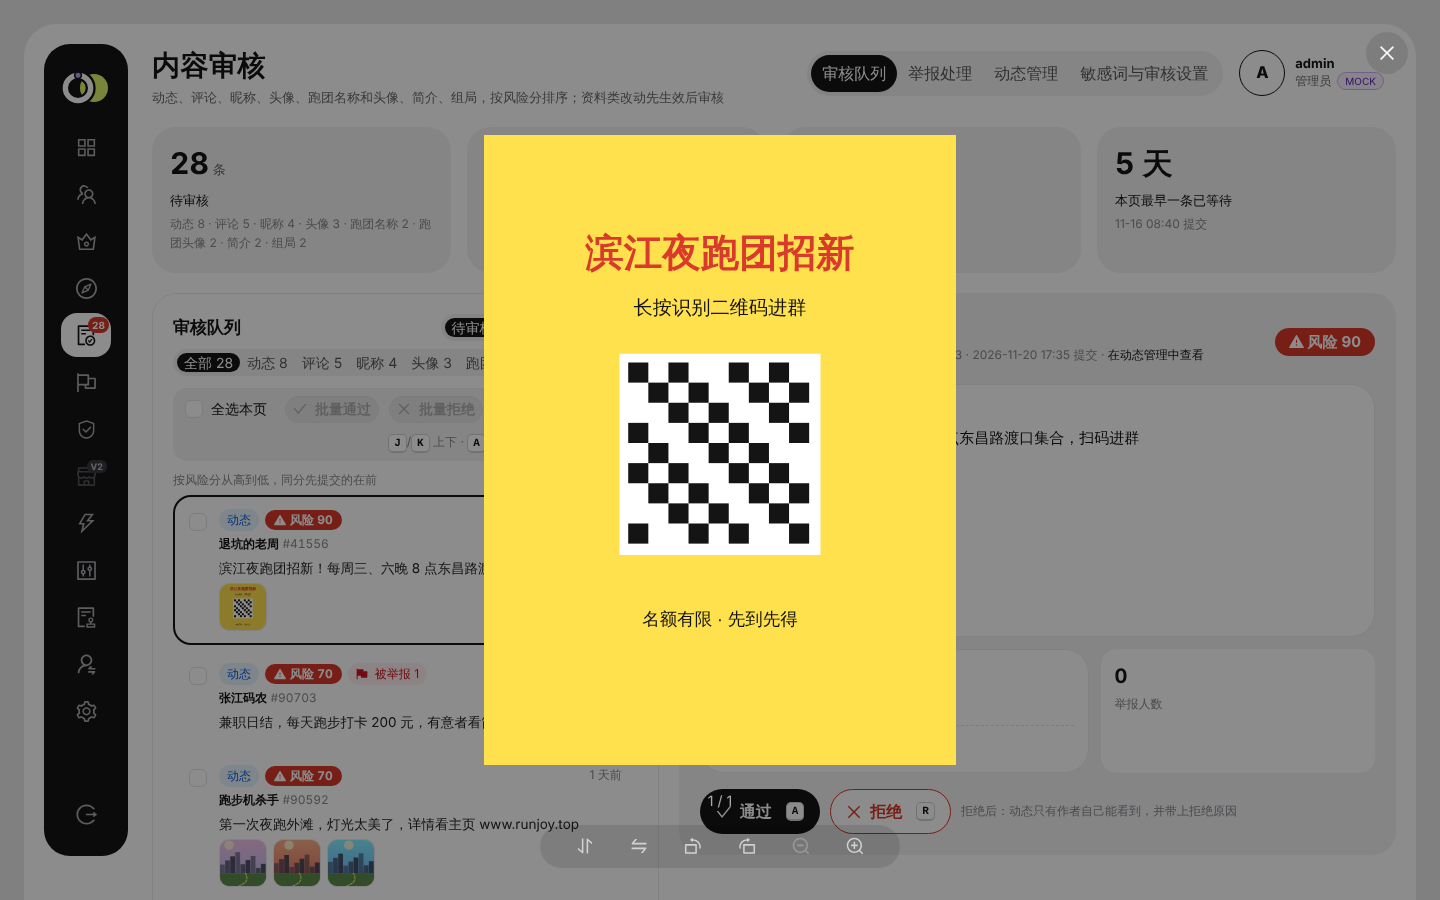 内容审核
动态、评论、昵称、头像、跑团名称和头像、简介、组局，按风险分排序；资料类改动先生效后审核
审核队列 举报处理 动态管理 敏感词与审核设置
A
admin
管理员 MOCK
28 条
待审核
动态 8 · 评论 5 · 昵称 4 · 头像 3 · 跑团名称 2 · 跑
团头像 2 · 简介 2 · 组局 2
5 天
本页最早一条已等待
11-16 08:40 提交
28
V2
审核队列
待审核
全部 28 动态 8 评论 5 昵称 4 头像 3
全选本页 批量通过 批量拒绝
J / K 上下 · A
按风险分从高到低，同分先提交的在前
动态 风险 90
退坑的老周 #41556
滨江夜跑团招新！每周三、六晚 8 点东昌路渡
动态 风险 70 被举报 1
张江码农 #90703
兼职日结，每天跑步打卡 200 元，有意者看
动态 风险 70
1 天前
跑步机杀手 #90592
第一次夜跑外滩，灯光太美了，详情看主页 www.runjoy.top
滨江夜跑团招新
长按识别二维码进群
名额有限 · 先到先得
3 · 2026-11-20 17:35 提交 · 在动态管理中查看
风险 90
东昌路渡口集合，扫码进群
0
举报人数
1 / 1
通过 A
拒绝 R
拒绝后：动态只有作者自己能看到，并带上拒绝原因